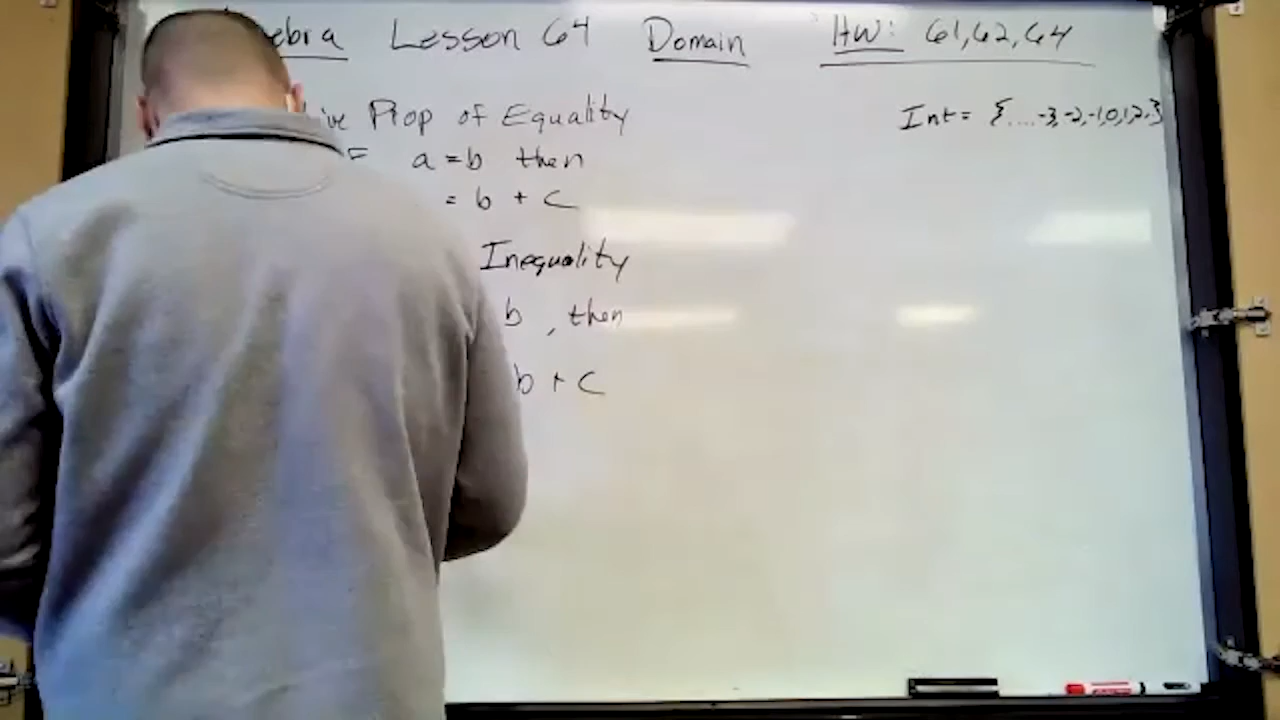 ebra Lesson 64 Domain HW: 61,62,64
ive Prop of Equality Int = {....-3,-2,-1,0,1,2..}
= a = b then
= b + c
Inequality
b , then
b + c